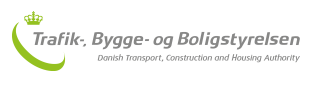 Trafik-, Bygge- og Boligstyrelsen
Danish Transport, Construction and Housing Authority